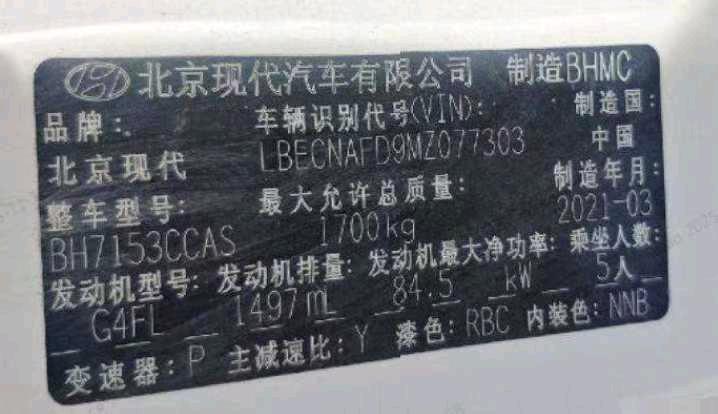 北京现代汽车有限公司 制造BHMC
品牌: 车辆识别代号(VIN): 制造国:
北京现代 LBECNAFD9MZ077303 中国
整车型号: 最大允许总质量: 制造年月:
BH7153CCAS 1700kg 2021-03
发动机型号: 发动机排量: 发动机最大净功率: 乘坐人数:
G4FL 1497mL 84.5 kW 5人
变速器: P 主减速比: Y 漆色: RBC 内装色: NNB